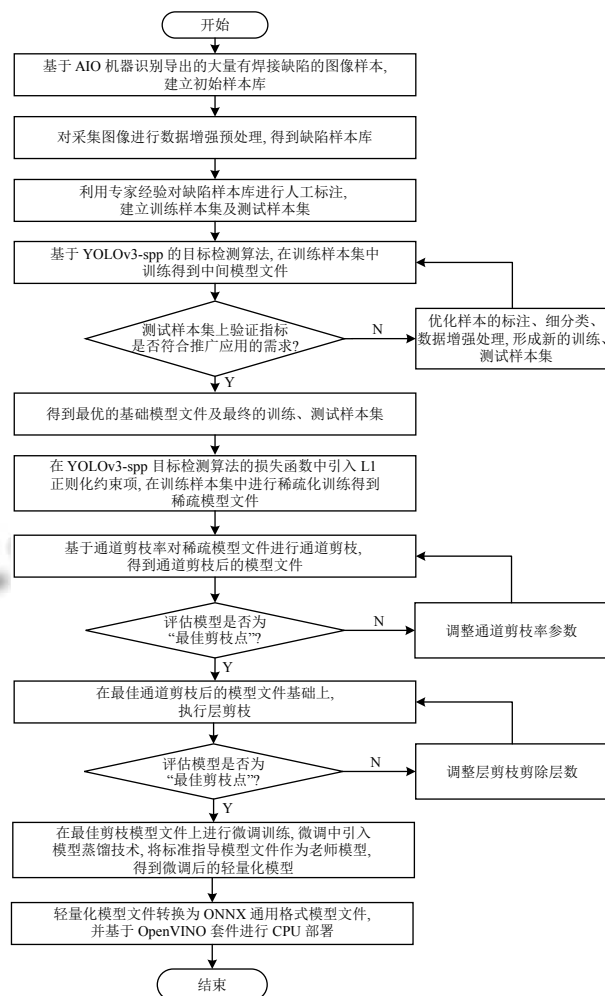 开始
基于 AIO 机器识别导出的大量有焊接缺陷的图像样本,
建立初始样本库
对采集图像进行数据增强预处理, 得到缺陷样本库
利用专家经验对缺陷样本库进行人工标注,
建立训练样本集及测试样本集
基于 YOLOv3-spp 的目标检测算法, 在训练样本集中
训练得到中间模型文件
测试样本集上验证指标
是否符合推广应用的需求?
N
优化样本的标注、细分类、
数据增强处理, 形成新的训练、
测试样本集
Y
得到最优的基础模型文件及最终的训练、测试样本集
在 YOLOv3-spp 目标检测算法的损失函数中引入 L1
正则化约束项, 在训练样本集中进行稀疏化训练得到
稀疏模型文件
基于通道剪枝率对稀疏模型文件进行通道剪枝,
得到通道剪枝后的模型文件
评估模型是否为
“最佳剪枝点”?
N
调整通道剪枝率参数
Y
在最佳通道剪枝后的模型文件基础上,
执行层剪枝
评估模型是否为
“最佳剪枝点”?
N
调整层剪枝剪除层数
Y
在最佳剪枝模型文件上进行微调训练, 微调中引入
模型蒸馏技术, 将标准指导模型文件作为老师模型,
得到微调后的轻量化模型
轻量化模型文件转换为 ONNX 通用格式模型文件,
并基于 OpenVINO 套件进行 CPU 部署
结束